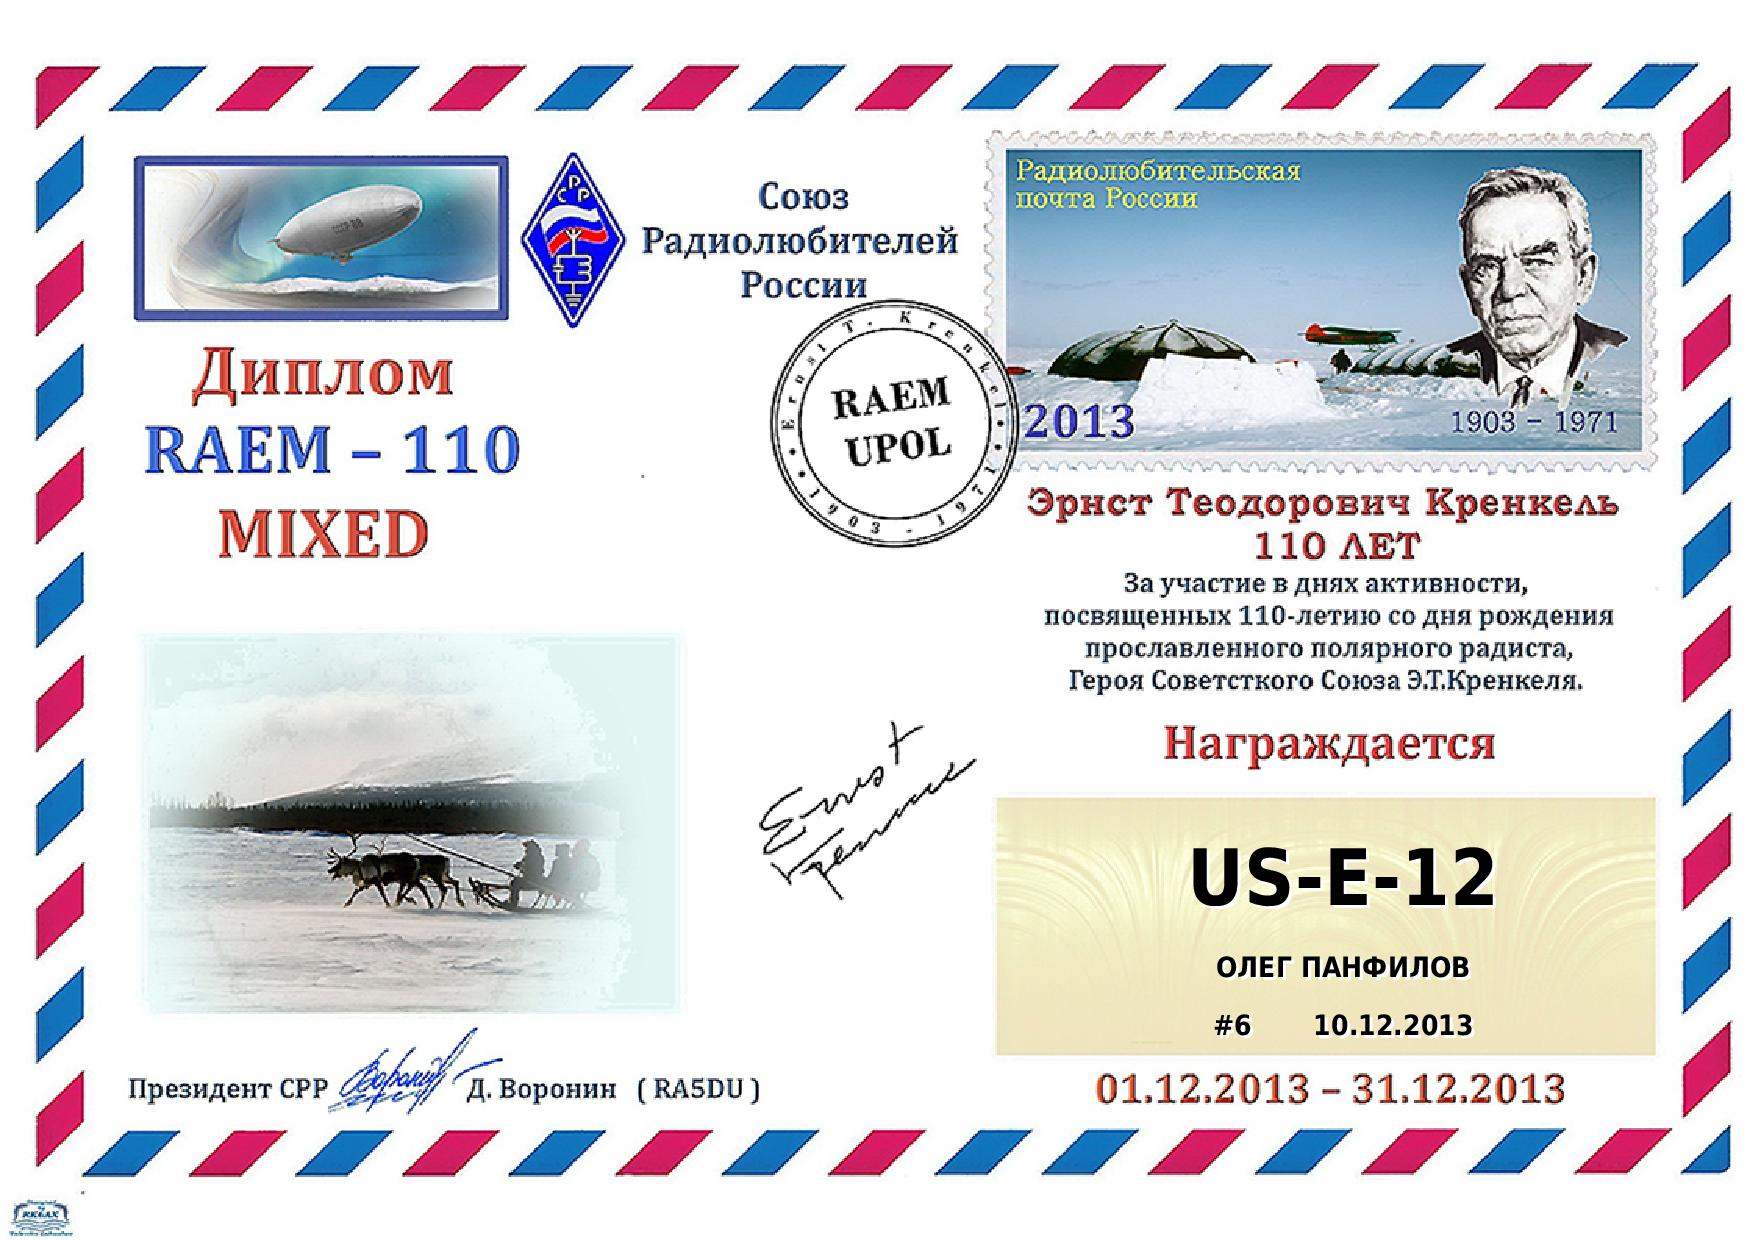 СРР
Союз
Радиолюбителей
России
Радиолюбительская
почта России
2013
1903 – 1971
Ernst T. Krenkel
RAEM
UPOL
1903 - 1971
Диплом
RAEM – 110
MIXED
Эрнст Теодорович Кренкель
110 ЛЕТ
За участие в днях активности,
посвященных 110-летию со дня рождения
прославленного полярного радиста,
Героя Советсткого Союза Э.Т.Кренкеля.
Награждается
Ernst
US-E-12
ОЛЕГ ПАНФИЛОВ
#6 10.12.2013
Президент СРР Д. Воронин ( RA5DU )
01.12.2013 – 31.12.2013